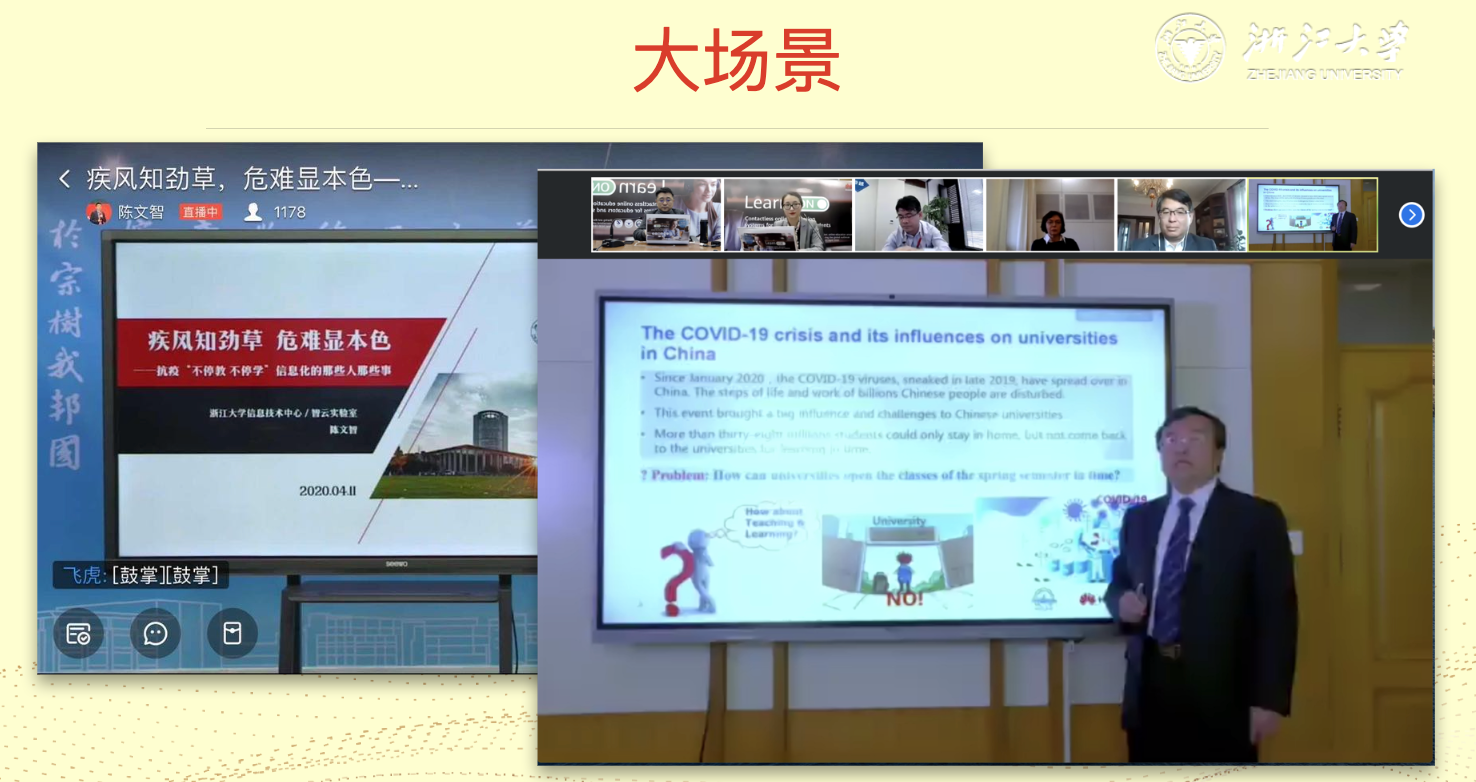 大场景
浙江大学
ZHEJIANG UNIVERSITY
疾风知劲草，危难显本色—...
陈文智 直播中 1178
於
宗
樹
我
邦
國
疾风知劲草 危难显本色
——抗疫“不停教 不停学”信息化的那些人那些事
浙江大学信息技术中心 / 智云实验室
陈文智
2020.04.11
seewo
飞虎: [鼓掌][鼓掌]
Learn ON
Learn ON
The COVID-19 crisis and its influences on universities
in China
• Since January 2020 , the COVID-19 viruses, sneaked in late 2019, have spread over in
China. The steps of life and work of billions Chinese people are disturbed.
• This event brought a big influence and challenges to Chinese universities
• More than thirty-eight millions students could only stay in home, but not come back
to the universities for learning in time.
? Problem: How can universities open the classes of the spring semester in time?
How about
Teaching &
Learning?
University
NO!
COVID-19